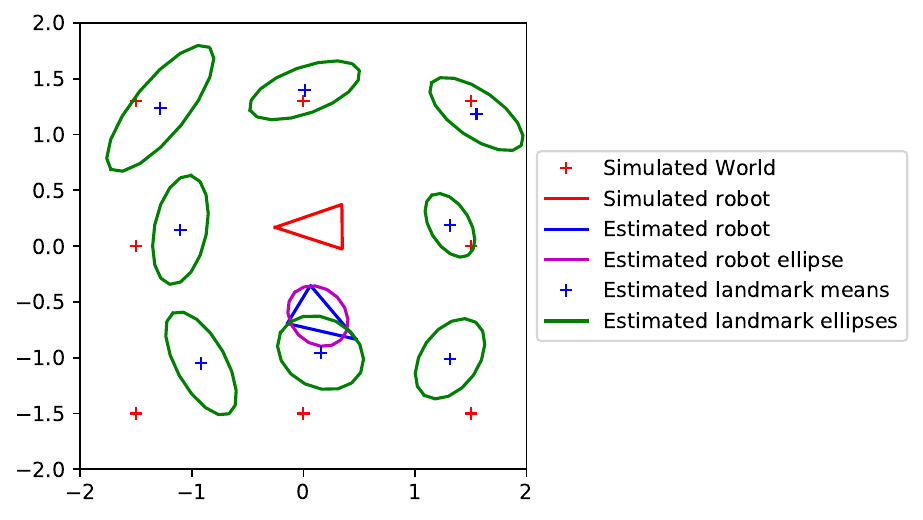 2.0
1.5
1.0
0.5
0.0
−0.5
−1.0
−1.5
−2.0
−2
−1
0
1
2
Simulated World
Simulated robot
Estimated robot
Estimated robot ellipse
Estimated landmark means
Estimated landmark ellipses